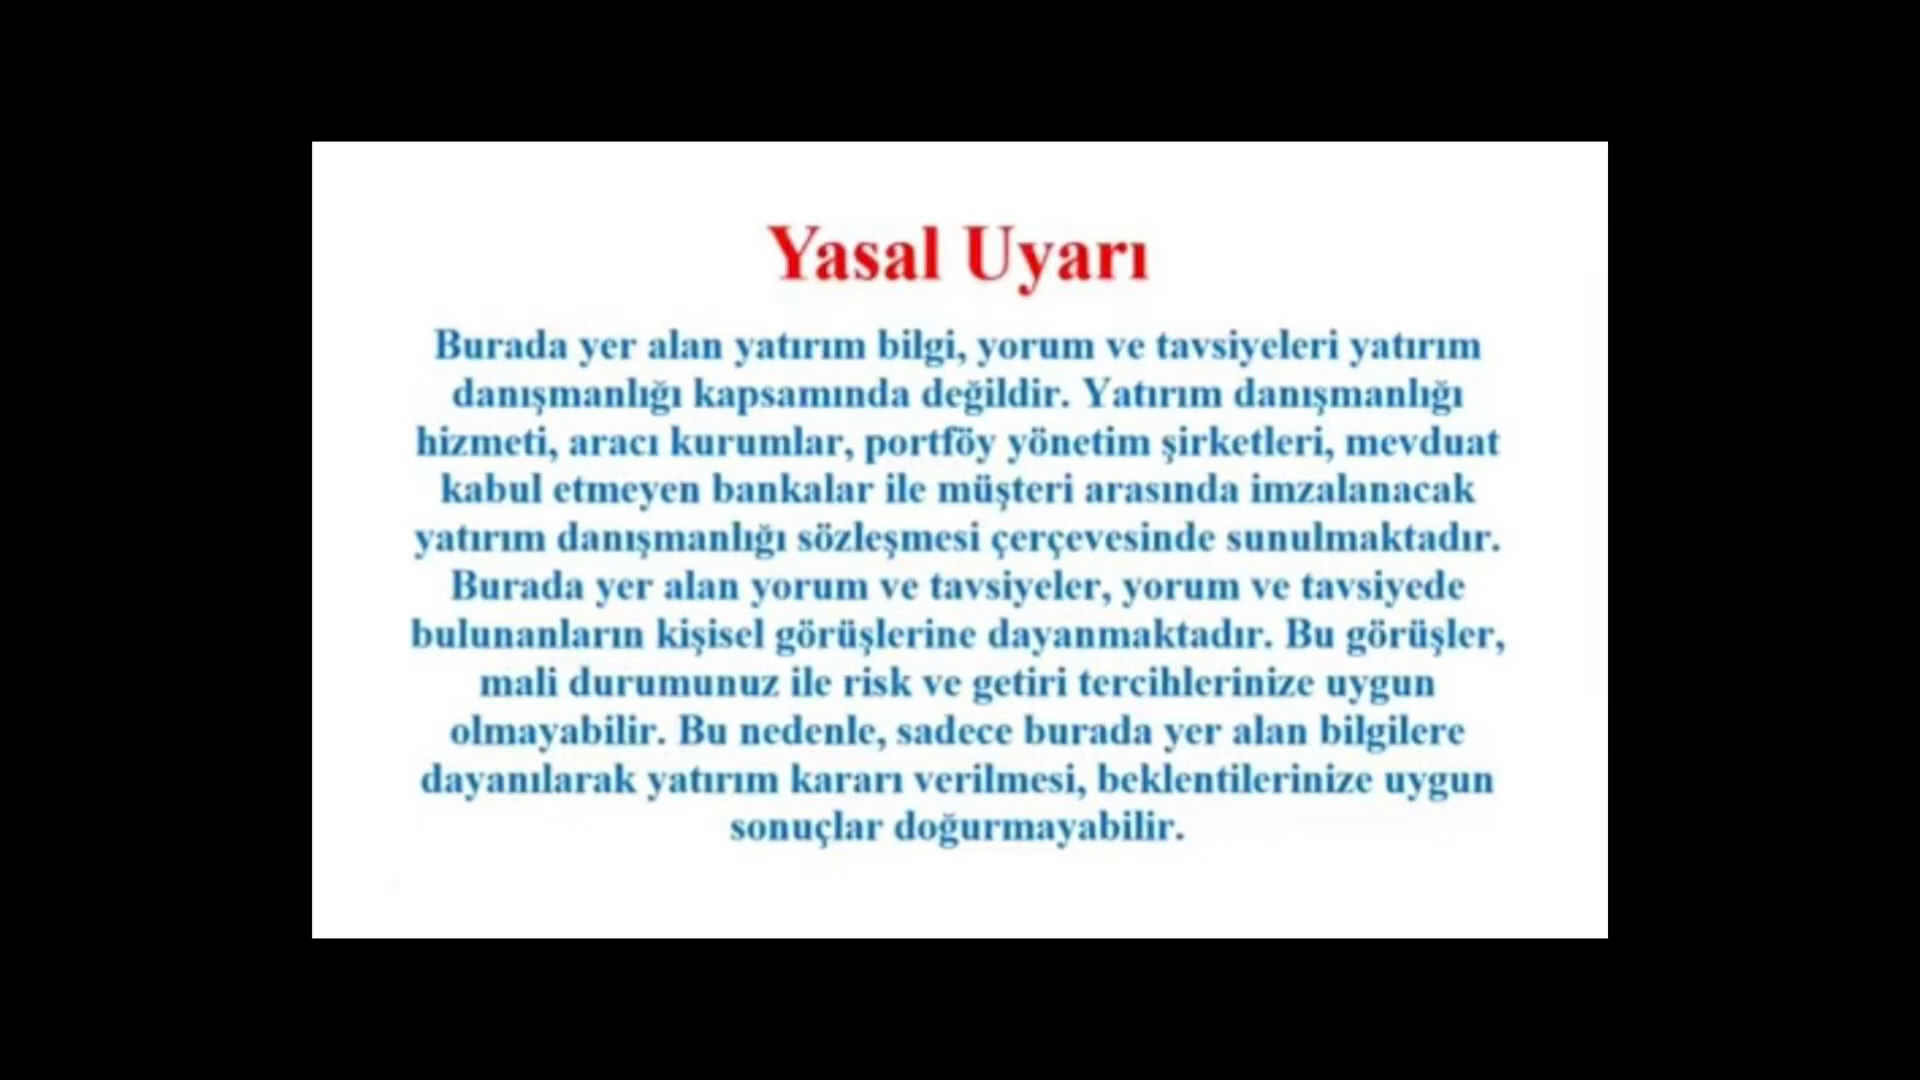 Yasal Uyarı
Burada yer alan yatırım bilgi, yorum ve tavsiyeleri yatırım
danışmanlığı kapsamında değildir. Yatırım danışmanlığı
hizmeti, aracı kurumlar, portföy yönetim şirketleri, mevduat
kabul etmeyen bankalar ile müşteri arasında imzalanacak
yatırım danışmanlığı sözleşmesi çerçevesinde sunulmaktadır.
Burada yer alan yorum ve tavsiyeler, yorum ve tavsiyede
bulunanların kişisel görüşlerine dayanmaktadır. Bu görüşler,
mali durumunuz ile risk ve getiri tercihlerinize uygun
olmayabilir. Bu nedenle, sadece burada yer alan bilgilere
dayanılarak yatırım kararı verilmesi, beklentilerinize uygun
sonuçlar doğurmayabilir.